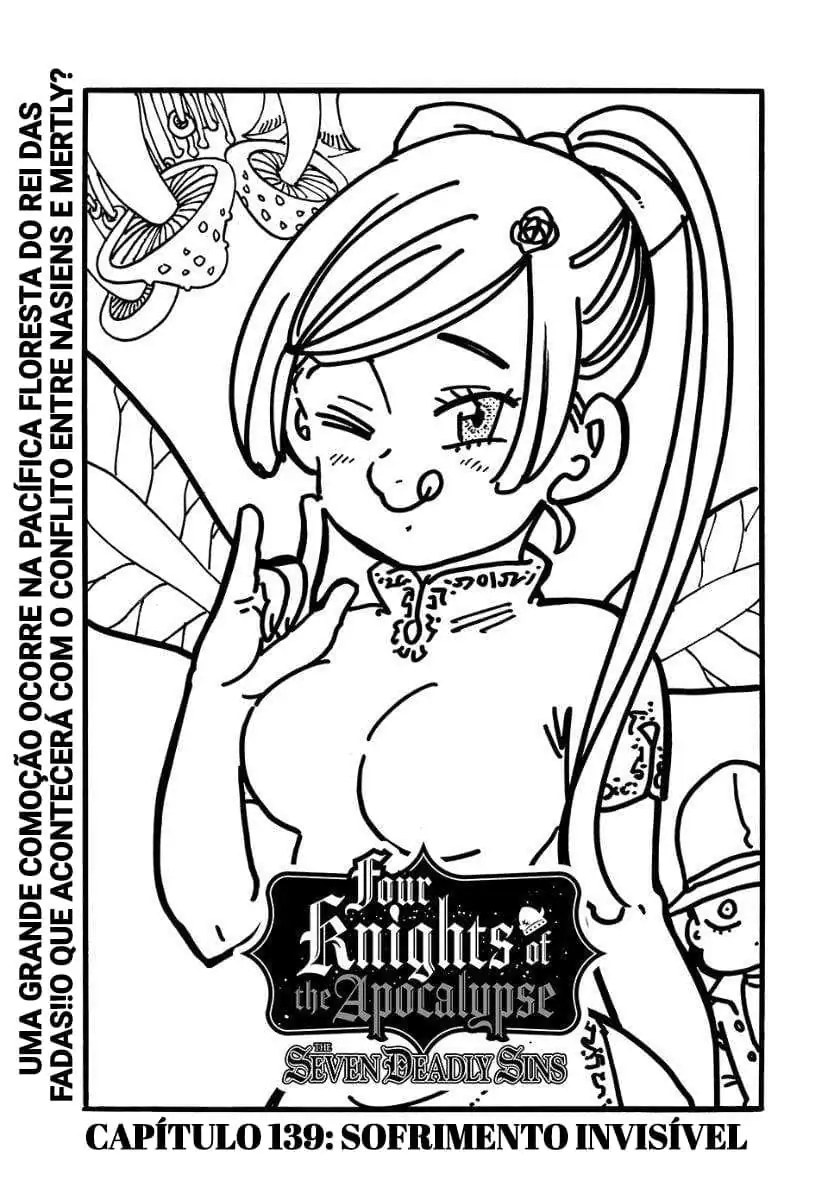 UMA GRANDE COMOÇÃO OCORRE NA PACÍFICA FLORESTA DO REI DAS
FADAS!!O QUE ACONTECERÁ COM O CONFLITO ENTRE NASIENS E MERTLY?
Four
Knights of
the Apocalypse
THE
SEVEN DEADLY SINS
CAPÍTULO 139: SOFRIMENTO INVISÍVEL